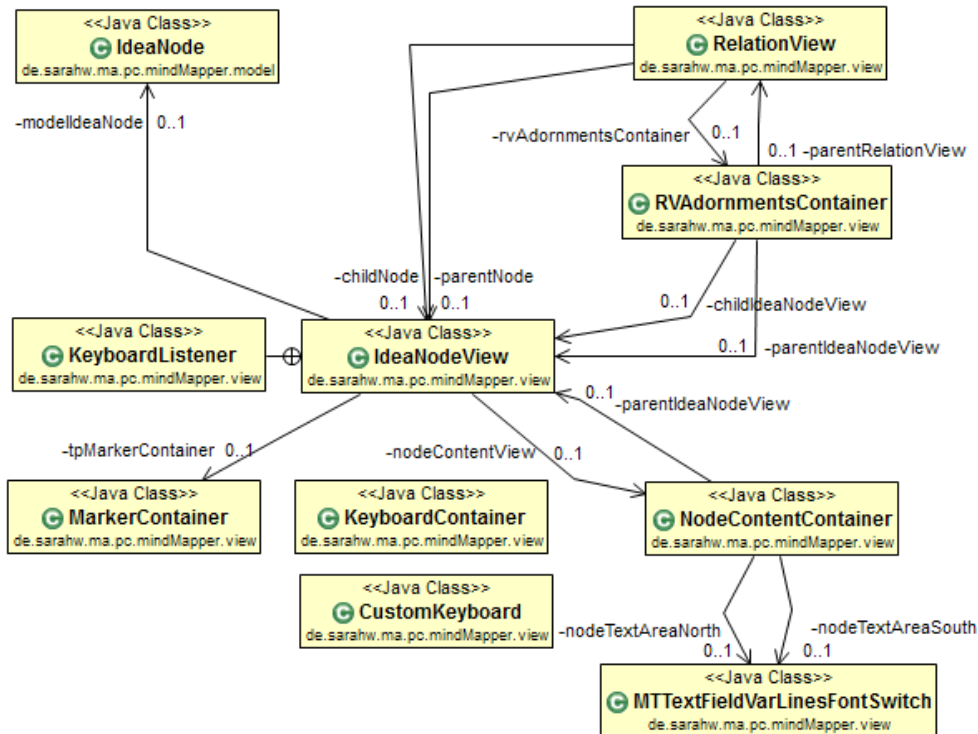 <<Java Class>>
IdeaNode
de.sarahw.ma.pc.mindMapper.model
<<Java Class>>
RelationView
de.sarahw.ma.pc.mindMapper.view
-modelIdeaNode 0..1
-rvAdornmentsContainer 0..1
0..1 -parentRelationView
<<Java Class>>
RVAdornmentsContainer
de.sarahw.ma.pc.mindMapper.view
-childNode -parentNode
0..1 0..1
0..1 -childIdeaNodeView
0..1 -parentIdeaNodeView
<<Java Class>>
KeyboardListener
de.sarahw.ma.pc.mindMapper.view
<<Java Class>>
IdeaNodeView
de.sarahw.ma.pc.mindMapper.view
0..1 -parentIdeaNodeView
-tpMarkerContainer 0..1
-nodeContentView 0..1
<<Java Class>>
MarkerContainer
de.sarahw.ma.pc.mindMapper.view
<<Java Class>>
KeyboardContainer
de.sarahw.ma.pc.mindMapper.view
<<Java Class>>
NodeContentContainer
de.sarahw.ma.pc.mindMapper.view
<<Java Class>>
CustomKeyboard
de.sarahw.ma.pc.mindMapper.view
-nodeTextAreaNorth -nodeTextAreaSouth
0..1 0..1
<<Java Class>>
MTTextFieldVarLinesFontSwitch
de.sarahw.ma.pc.mindMapper.view